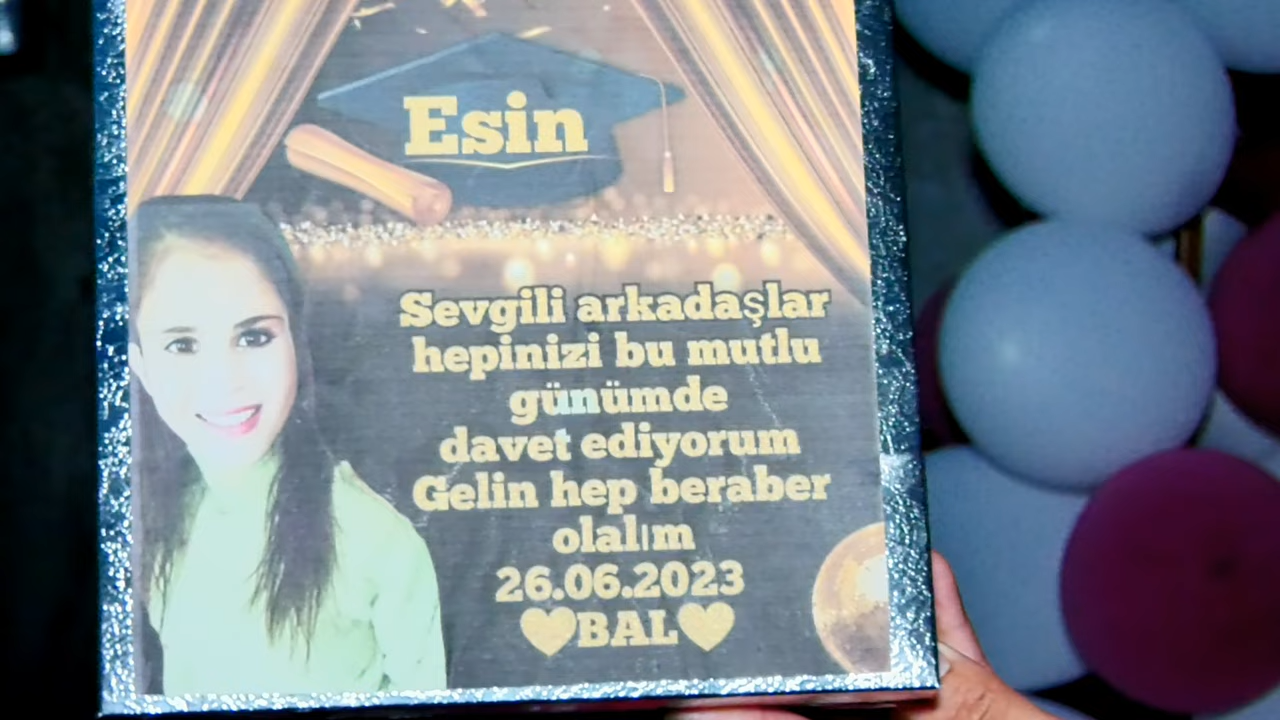 Esin
Sevgili arkadaşlar
hepinizi bu mutlu
günümde
davet ediyorum
Gelin hep beraber
olalım
26.06.2023
💛BAL💛